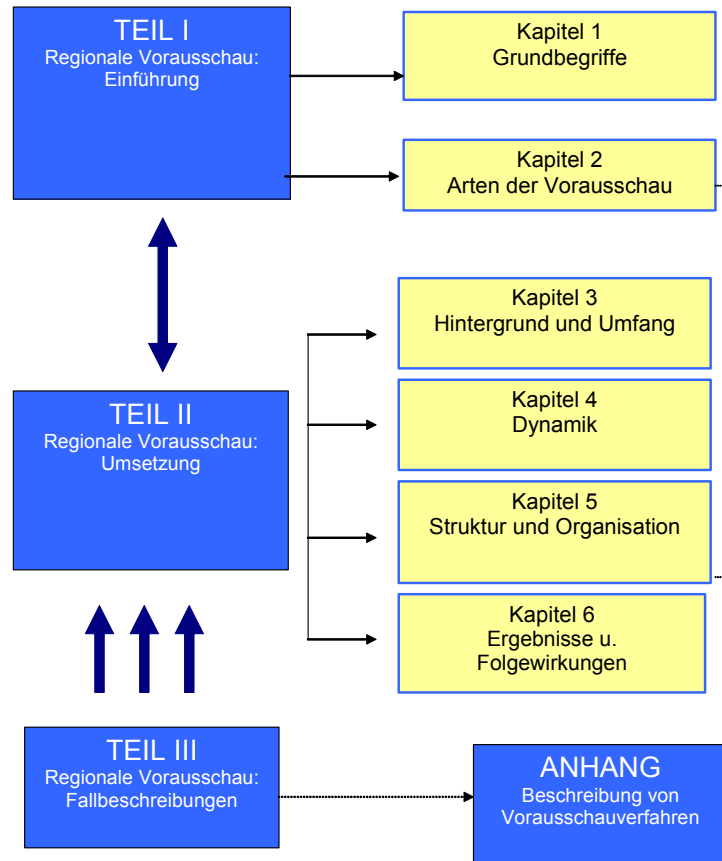 TEIL I
Regionale Vorausschau:
Einführung
Kapitel 1
Grundbegriffe
Kapitel 2
Arten der Vorausschau
TEIL II
Regionale Vorausschau:
Umsetzung
Kapitel 3
Hintergrund und Umfang
Kapitel 4
Dynamik
Kapitel 5
Struktur und Organisation
Kapitel 6
Ergebnisse u.
Folgewirkungen
TEIL III
Regionale Vorausschau:
Fallbeschreibungen
ANHANG
Beschreibung von
Vorausschauverfahren